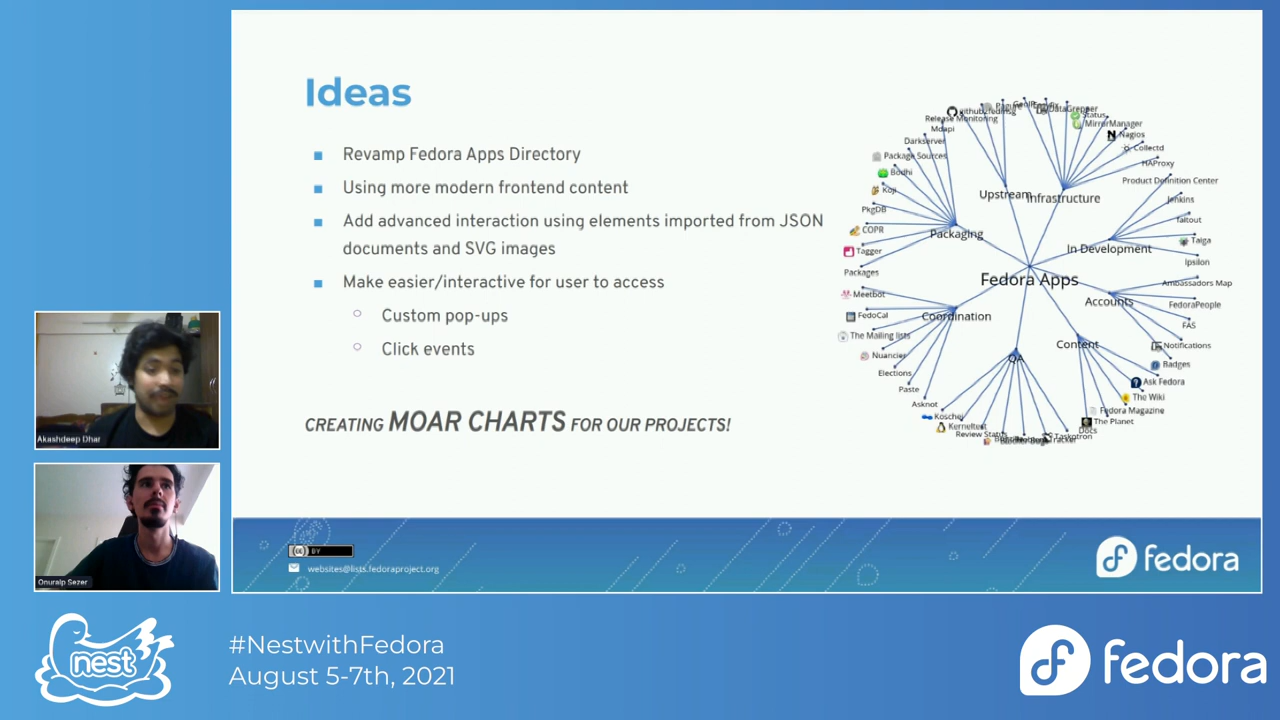 Ideas
Revamp Fedora Apps Directory
Using more modern frontend content
Add advanced interaction using elements imported from JSON
documents and SVG images
Make easier/interactive for user to access
Custom pop-ups
Click events
CREATING MOAR CHARTS FOR OUR PROJECTS!
Fedora Apps
Upstream
Infrastructure
In Development
Accounts
Content
QA
Coordination
Packaging
Release Monitoring
Mdapi
Darkserver
Package Sources
Bodhi
Koji
PkgDB
COPR
Tagger
Packages
Meetbot
FedoCal
The Mailing lists
Nuancier
Elections
Paste
Asknot
Koschei
Kerneltest
Review Status
Taskotron
Docs
The Planet
Fedora Magazine
The Wiki
Ask Fedora
Badges
Notifications
FAS
FedoraPeople
Ambassadors Map
Ipsilon
Taiga
faitout
Jenkins
Product Definition Center
HAProxy
Collectd
Nagios
MirrorManager
Status
DataGrepper
github2fedmsg
cc BY
websites@lists.fedoraproject.org
fedora
Akashdeep Dhar
Onuralp Sezer
nest
#NestwithFedora
August 5-7th, 2021
fedora